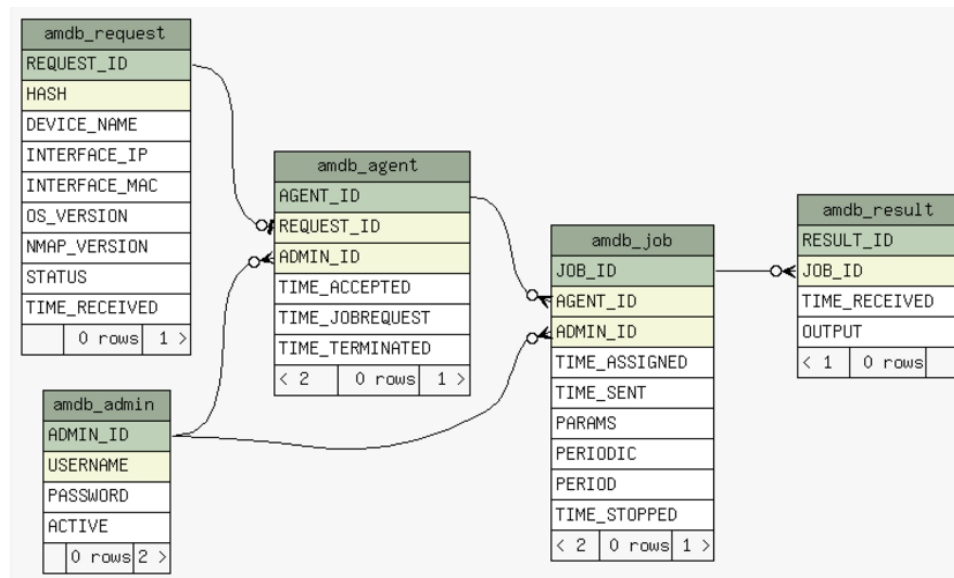 amdb_request
REQUEST_ID
HASH
DEVICE_NAME
INTERFACE_IP
INTERFACE_MAC
OS_VERSION
NMAP_VERSION
STATUS
TIME_RECEIVED
0 rows 1 >
amdb_admin
ADMIN_ID
USERNAME
PASSWORD
ACTIVE
0 rows 2 >
amdb_agent
AGENT_ID
REQUEST_ID
ADMIN_ID
TIME_ACCEPTED
TIME_JOBREQUEST
TIME_TERMINATED
< 2 0 rows 1 >
amdb_job
JOB_ID
AGENT_ID
ADMIN_ID
TIME_ASSIGNED
TIME_SENT
PARAMS
PERIODIC
PERIOD
TIME_STOPPED
< 2 0 rows 1 >
amdb_result
RESULT_ID
JOB_ID
TIME_RECEIVED
OUTPUT
< 1 0 rows